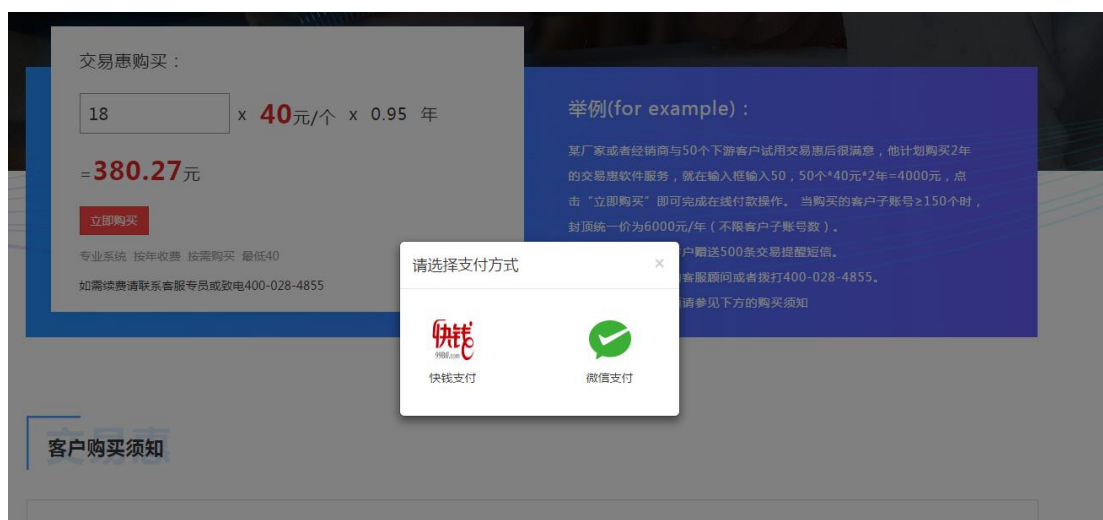 交易惠购买：
18 x 40元/个 x 0.95 年
=380.27元
立即购买
专业系统 按年收费 按需购买 最低40
如需续费请联系客服专员或致电400-028-4855
举例(for example)：
某厂家或者经销商与50个下游客户试用交易惠后很满意，他计划购买2年
的交易惠软件服务，就在输入框输入50，50个*40元*2年=4000元，点
击“立即购买”即可完成在线付款操作。 当购买的客户子账号≥150个时，
封顶统一价为6000元/年（不限客户子账号数）。
户赠送500条交易提醒短信。
客服顾问或者拨打400-028-4855。
请参见下方的购买须知
请选择支付方式 ×
快钱
99Bill.com
快钱支付
微信支付
交易惠
客户购买须知